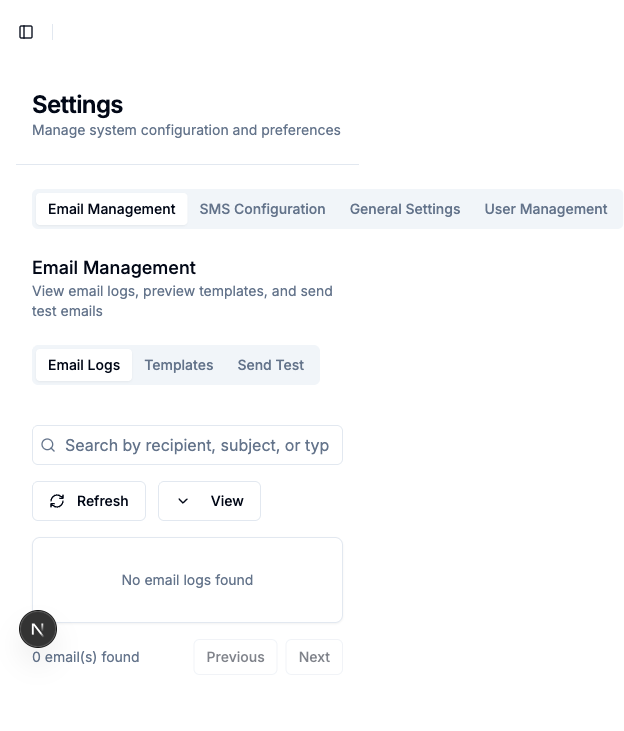 Settings
Manage system configuration and preferences
Email Management SMS Configuration General Settings User Management
Email Management
View email logs, preview templates, and send
test emails
Email Logs Templates Send Test
Search by recipient, subject, or typ
Refresh View
No email logs found
N
0 email(s) found Previous Next